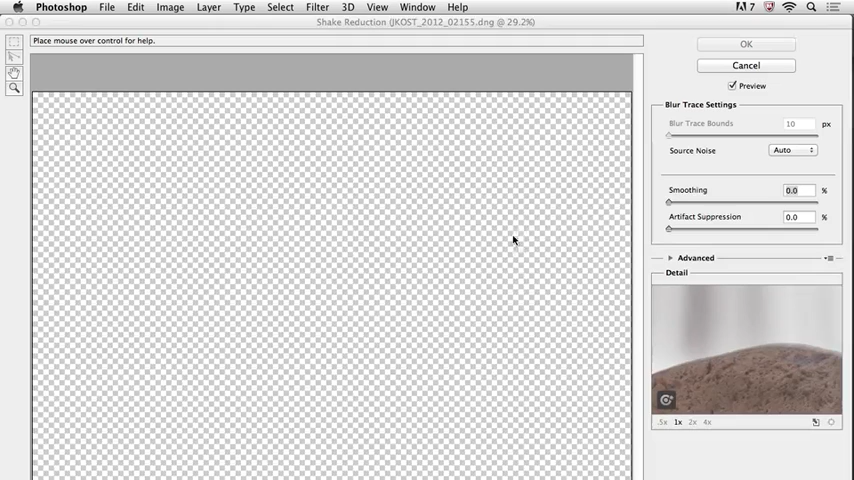 Photoshop File Edit Image Layer Type Select Filter 3D View Window Help 7
Shake Reduction (JKOST_2012_02155.dng @ 29.2%)
Place mouse over control for help.
OK
Cancel
Preview
Blur Trace Settings
Blur Trace Bounds 10 px
Source Noise Auto
Smoothing 0.0 %
Artifact Suppression 0.0 %
Advanced
Detail
.5x 1x 2x 4x